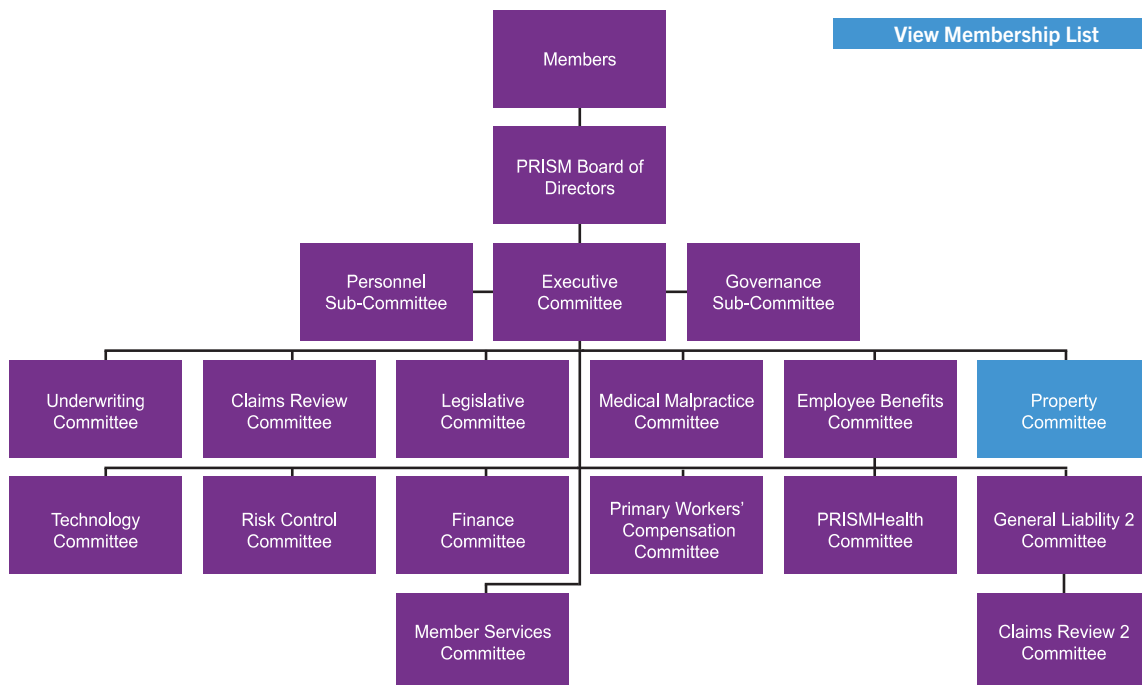 View Membership List
Members
PRISM Board of
Directors
Personnel
Sub-Committee
Executive
Committee
Governance
Sub-Committee
Underwriting
Committee
Claims Review
Committee
Legislative
Committee
Medical Malpractice
Committee
Employee Benefits
Committee
Property
Committee
Technology
Committee
Risk Control
Committee
Finance
Committee
Primary Workers’
Compensation
Committee
PRISMHealth
Committee
General Liability 2
Committee
Member Services
Committee
Claims Review 2
Committee